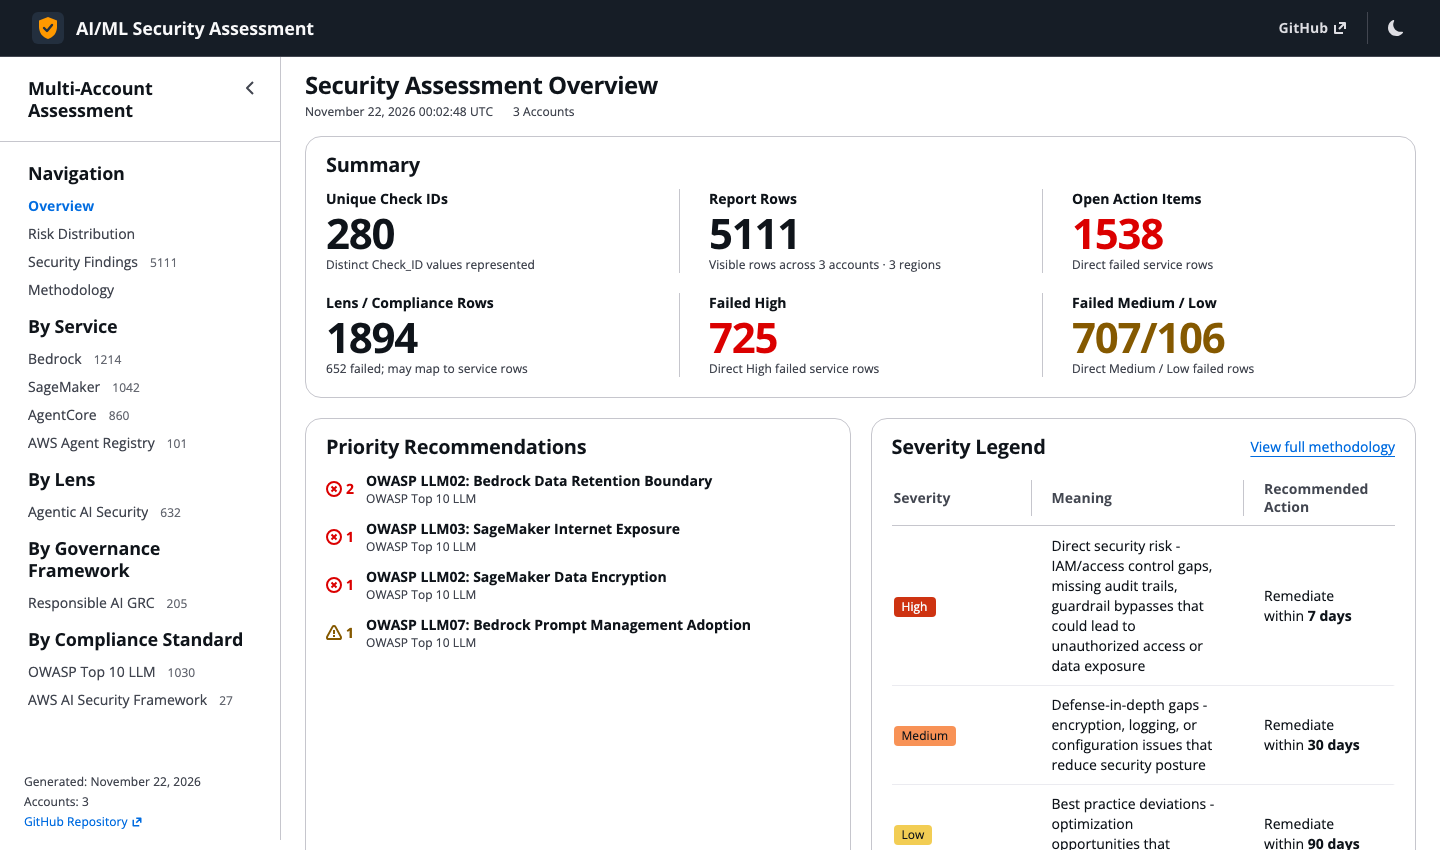 AI/ML Security Assessment
GitHub
Multi-Account
Assessment
Navigation
Overview
Risk Distribution
Security Findings 5111
Methodology
By Service
Bedrock 1214
SageMaker 1042
AgentCore 860
AWS Agent Registry 101
By Lens
Agentic AI Security 632
By Governance
Framework
Responsible AI GRC 205
By Compliance Standard
OWASP Top 10 LLM 1030
AWS AI Security Framework 27
Generated: November 22, 2026
Accounts: 3
GitHub Repository
Security Assessment Overview
November 22, 2026 00:02:48 UTC 3 Accounts
Summary
Unique Check IDs
280
Distinct Check_ID values represented
Report Rows
5111
Visible rows across 3 accounts · 3 regions
Open Action Items
1538
Direct failed service rows
Lens / Compliance Rows
1894
652 failed; may map to service rows
Failed High
725
Direct High failed service rows
Failed Medium / Low
707/106
Direct Medium / Low failed rows
Priority Recommendations
2 OWASP LLM02: Bedrock Data Retention Boundary
OWASP Top 10 LLM
1 OWASP LLM03: SageMaker Internet Exposure
OWASP Top 10 LLM
1 OWASP LLM02: SageMaker Data Encryption
OWASP Top 10 LLM
1 OWASP LLM07: Bedrock Prompt Management Adoption
OWASP Top 10 LLM
Severity Legend
View full methodology
Severity
Meaning
Recommended
Action
High
Direct security risk -
IAM/access control gaps,
missing audit trails,
guardrail bypasses that
could lead to
unauthorized access or
data exposure
Remediate
within 7 days
Medium
Defense-in-depth gaps -
encryption, logging, or
configuration issues that
reduce security posture
Remediate
within 30 days
Low
Best practice deviations -
optimization
opportunities that
Remediate
within 90 days